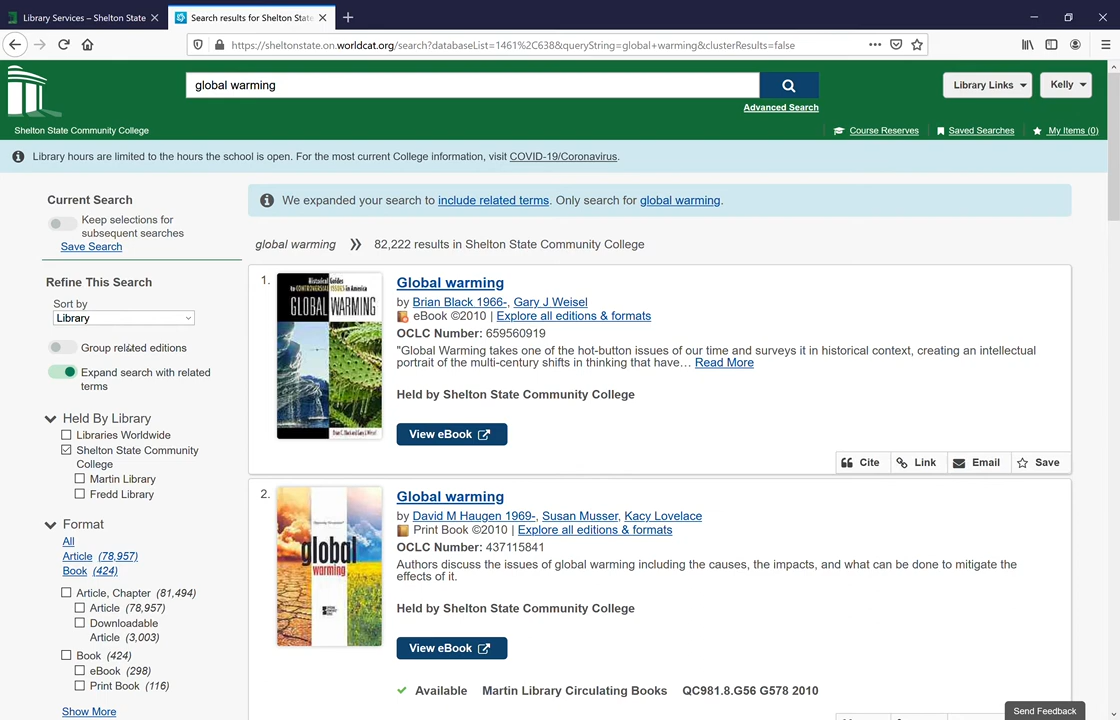 Library Services – Shelton State
Search results for Shelton State
https://sheltonstate.on.worldcat.org/search?databaseList=1461%2C638&queryString=global+warming&clusterResults=false
global warming
Library Links
Kelly
Advanced Search
Shelton State Community College
Course Reserves
Saved Searches
My Items (0)
Library hours are limited to the hours the school is open. For the most current College information, visit COVID-19/Coronavirus.
Current Search
Keep selections for
subsequent searches
Save Search
Refine This Search
Sort by
Library
Group related editions
Expand search with related
terms
Held By Library
Libraries Worldwide
Shelton State Community
College
Martin Library
Fredd Library
Format
All
Article (78,957)
Book (424)
Article, Chapter (81,494)
Article (78,957)
Downloadable
Article (3,003)
Book (424)
eBook (298)
Print Book (116)
Show More
We expanded your search to include related terms. Only search for global warming.
global warming 82,222 results in Shelton State Community College
1.
Historical Guides
to CONTROVERSIAL ISSUES in America
GLOBAL WARMING
Global warming
by Brian Black 1966-, Gary J Weisel
eBook ©2010 | Explore all editions & formats
OCLC Number: 659560919
"Global Warming takes one of the hot-button issues of our time and surveys it in historical context, creating an intellectual
portrait of the multi-century shifts in thinking that have… Read More
Held by Shelton State Community College
View eBook
Cite
Link
Email
Save
2.
global
warming
Global warming
by David M Haugen 1969-, Susan Musser, Kacy Lovelace
Print Book ©2010 | Explore all editions & formats
OCLC Number: 437115841
Authors discuss the issues of global warming including the causes, the impacts, and what can be done to mitigate the
effects of it.
Held by Shelton State Community College
View eBook
Available Martin Library Circulating Books QC981.8.G56 G578 2010
Send Feedback